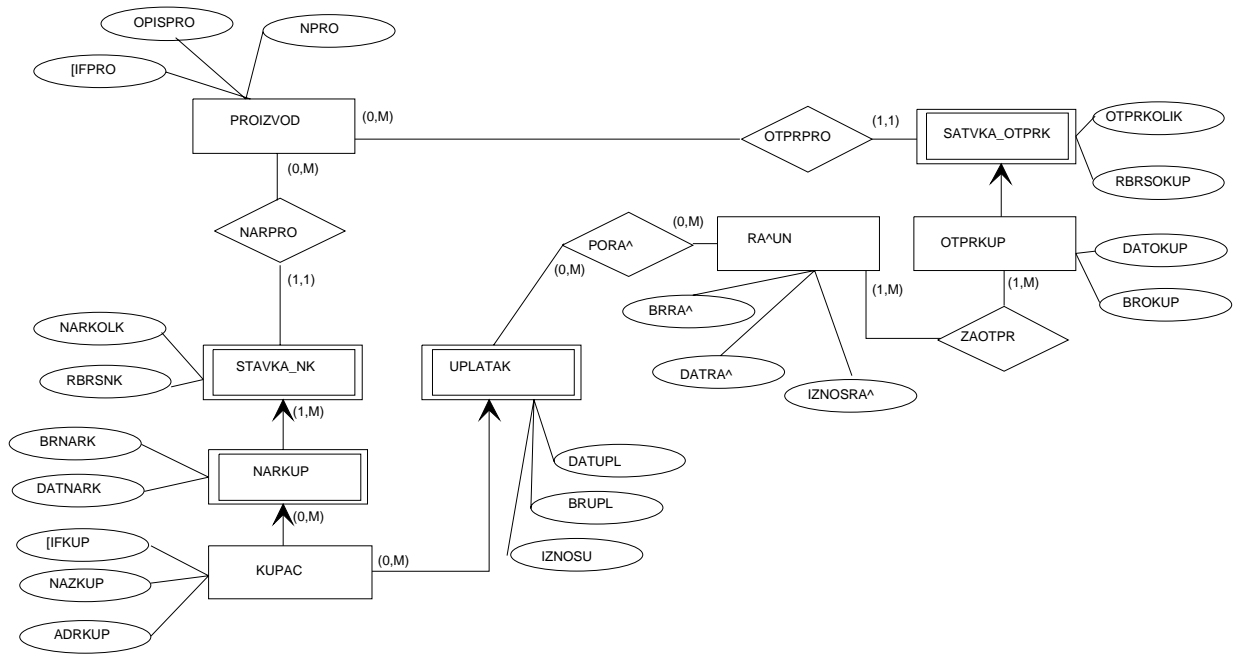 OPISPRO
NPRO
[IFPRO
PROIZVOD
(0,M)
(0,M)
OTPRPRO
(1,1)
SATVKA_OTPRK
OTPRKOLIK
RBRSOKUP
NARPRO
(1,1)
PORA^
(0,M)
(0,M)
RA^UN
(1,M)
OTPRKUP
(1,M)
DATOKUP
BROKUP
ZAOTPR
BRRA^
DATRA^
IZNOSRA^
NARKOLK
RBRSNK
STAVKA_NK
(1,M)
UPLATAK
BRNARK
DATNARK
NARKUP
(0,M)
DATUPL
BRUPL
IZNOSU
[IFKUP
NAZKUP
ADRKUP
KUPAC
(0,M)